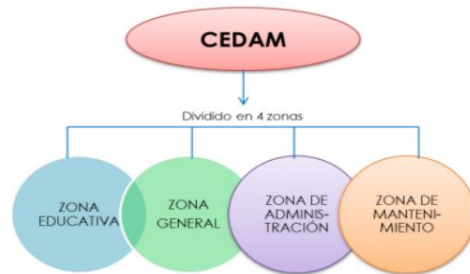 CEDAM
Dividido en 4 zonas
ZONA
EDUCATIVA
ZONA
GENERAL
ZONA DE
ADMINIS-
TRACIÓN
ZONA DE
MANTENI-
MIENTO